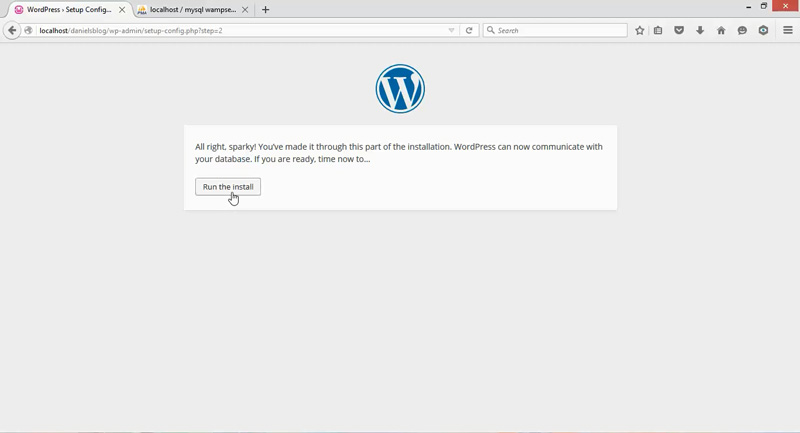 WordPress › Setup Config...
localhost / mysql wampse...
localhost/danielsblog/wp-admin/setup-config.php?step=2
Search
W
All right, sparky! You've made it through this part of the installation. WordPress can now communicate with
your database. If you are ready, time now to...
Run the install